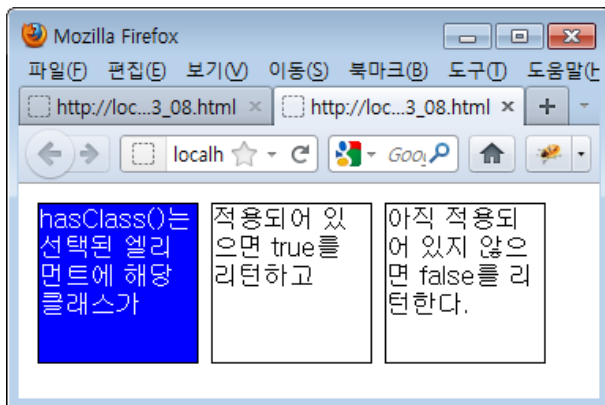 Mozilla Firefox
파일(F) 편집(E) 보기(V) 이동(S) 북마크(B) 도구(T) 도움말(H
http://loc...3_08.html × http://loc...3_08.html × +
localh Goo
hasClass()는
선택된 엘리
먼트에 해당
클래스가
적용되어 있
으면 true를
리턴하고
아직 적용되
어 있지 않으
면 false를 리
턴한다.